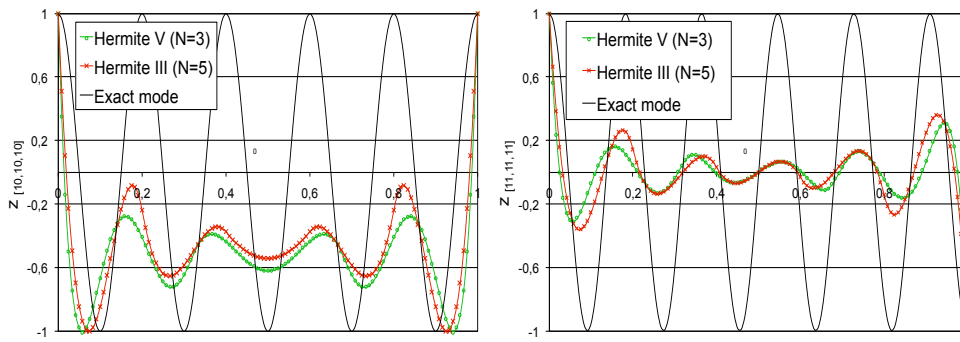 1
0,6
0,2
-0,2
-0,6
-1
Z [10,10,10]
Hermite V (N=3)
Hermite III (N=5)
Exact mode
0
0 0,2 0,4 0,6 0,8 1
1
0,6
0,2
-0,2
-0,6
-1
Z [11,11,11]
Hermite V (N=3)
Hermite III (N=5)
Exact mode
0
0 0,2 0,4 0,6 0,8